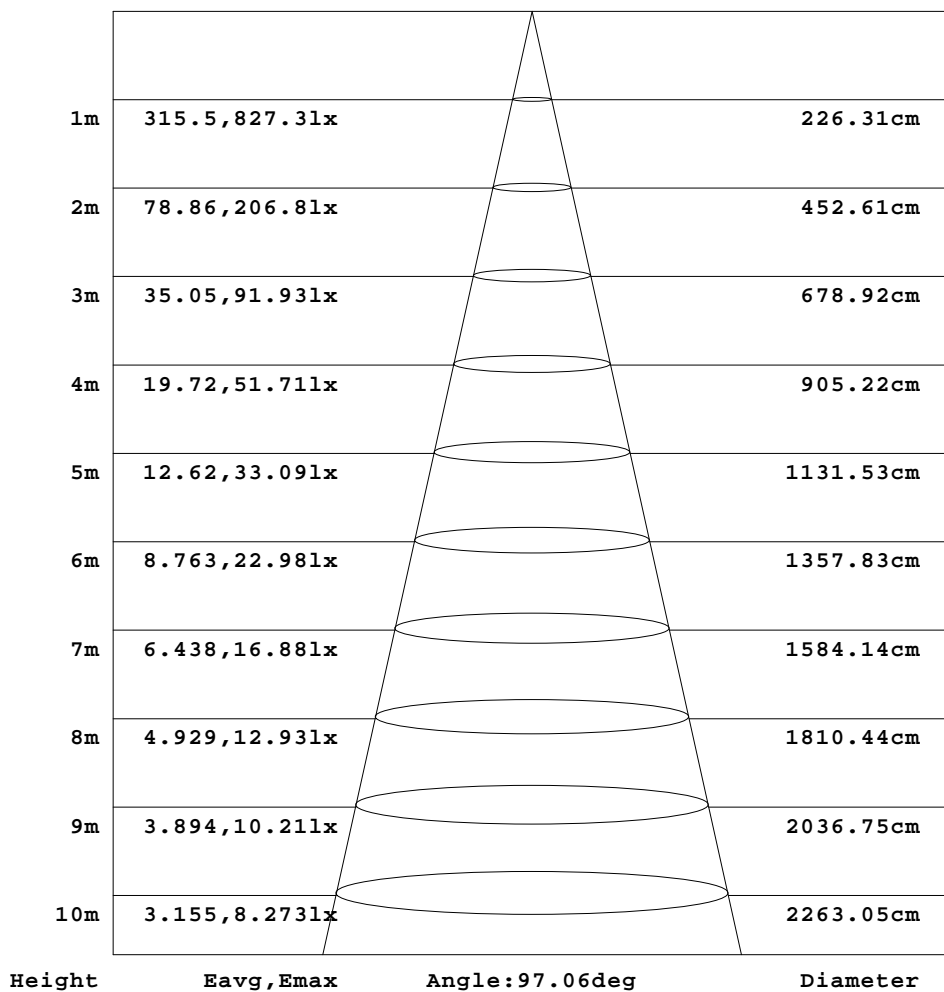 1m 315.5,827.3lx 226.31cm
2m 78.86,206.8lx 452.61cm
3m 35.05,91.93lx 678.92cm
4m 19.72,51.71lx 905.22cm
5m 12.62,33.09lx 1131.53cm
6m 8.763,22.98lx 1357.83cm
7m 6.438,16.88lx 1584.14cm
8m 4.929,12.93lx 1810.44cm
9m 3.894,10.21lx 2036.75cm
10m 3.155,8.273lx 2263.05cm
Height Eavg,Emax Angle:97.06deg Diameter